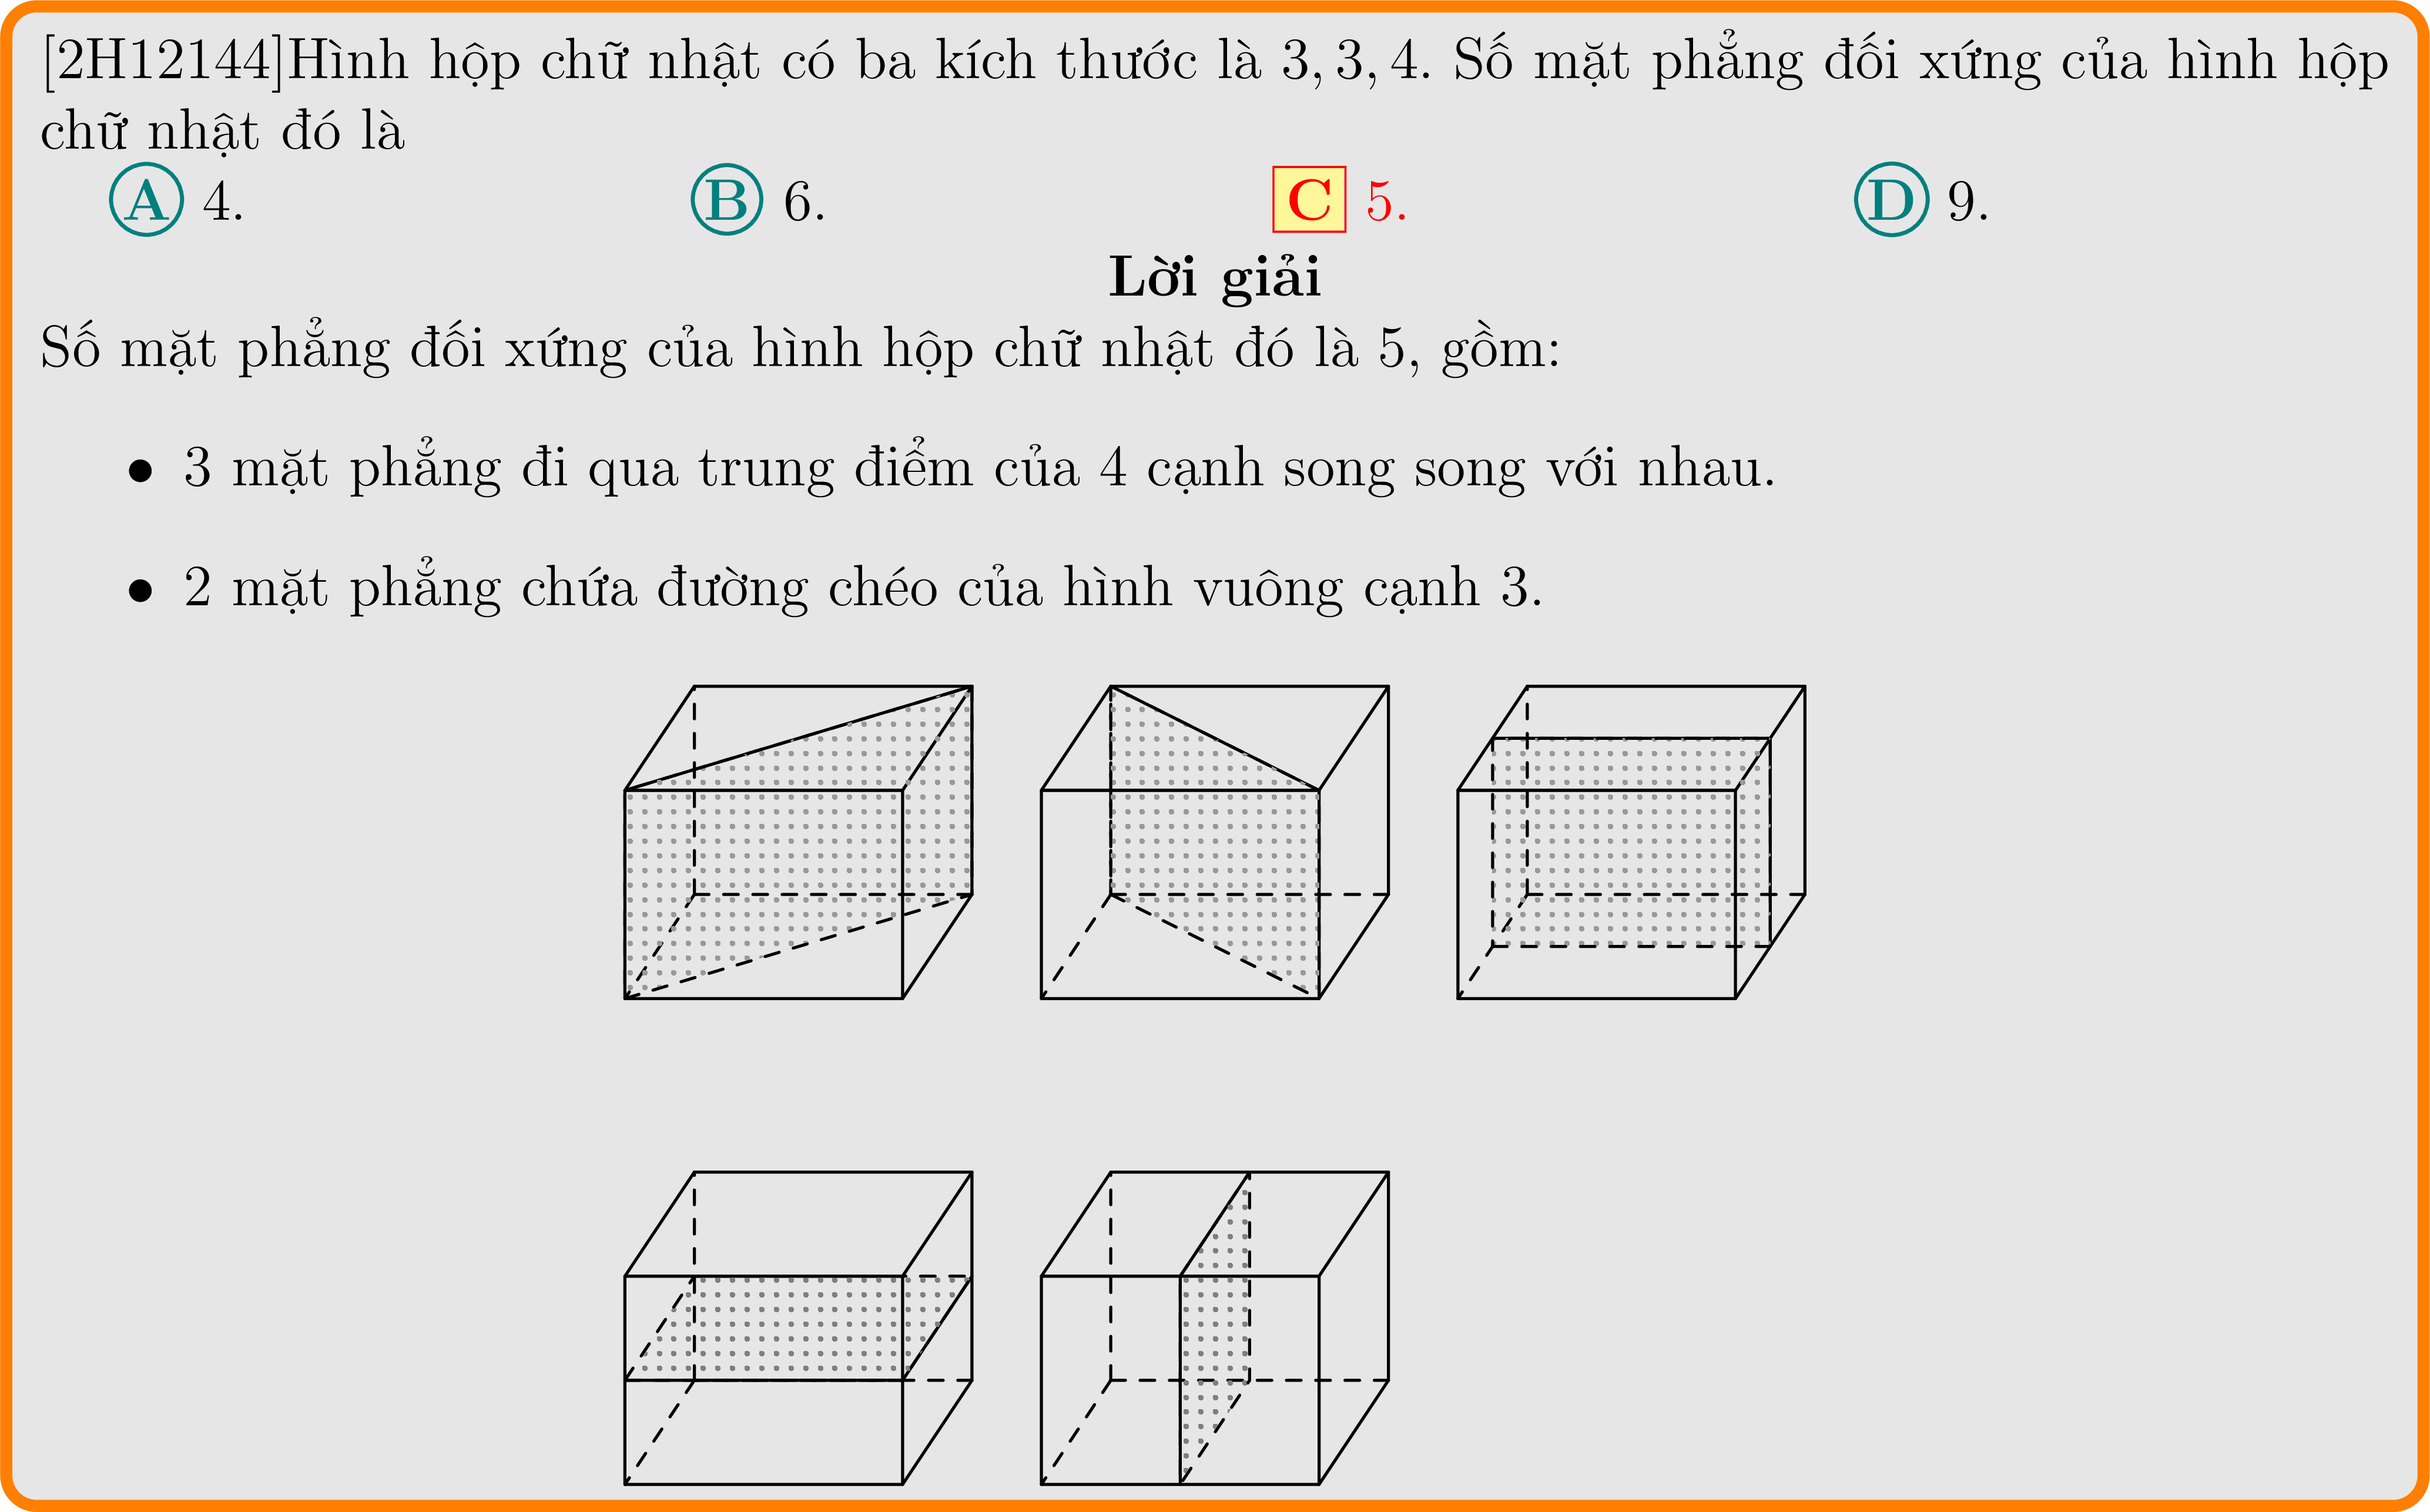 [2H12144]Hình hộp chữ nhật có ba kích thước là 3, 3, 4. Số mặt phẳng đối xứng của hình hộp
chữ nhật đó là
A 4. B 6. C 5. D 9.
Lời giải
Số mặt phẳng đối xứng của hình hộp chữ nhật đó là 5, gồm:
• 3 mặt phẳng đi qua trung điểm của 4 cạnh song song với nhau.
• 2 mặt phẳng chứa đường chéo của hình vuông cạnh 3.